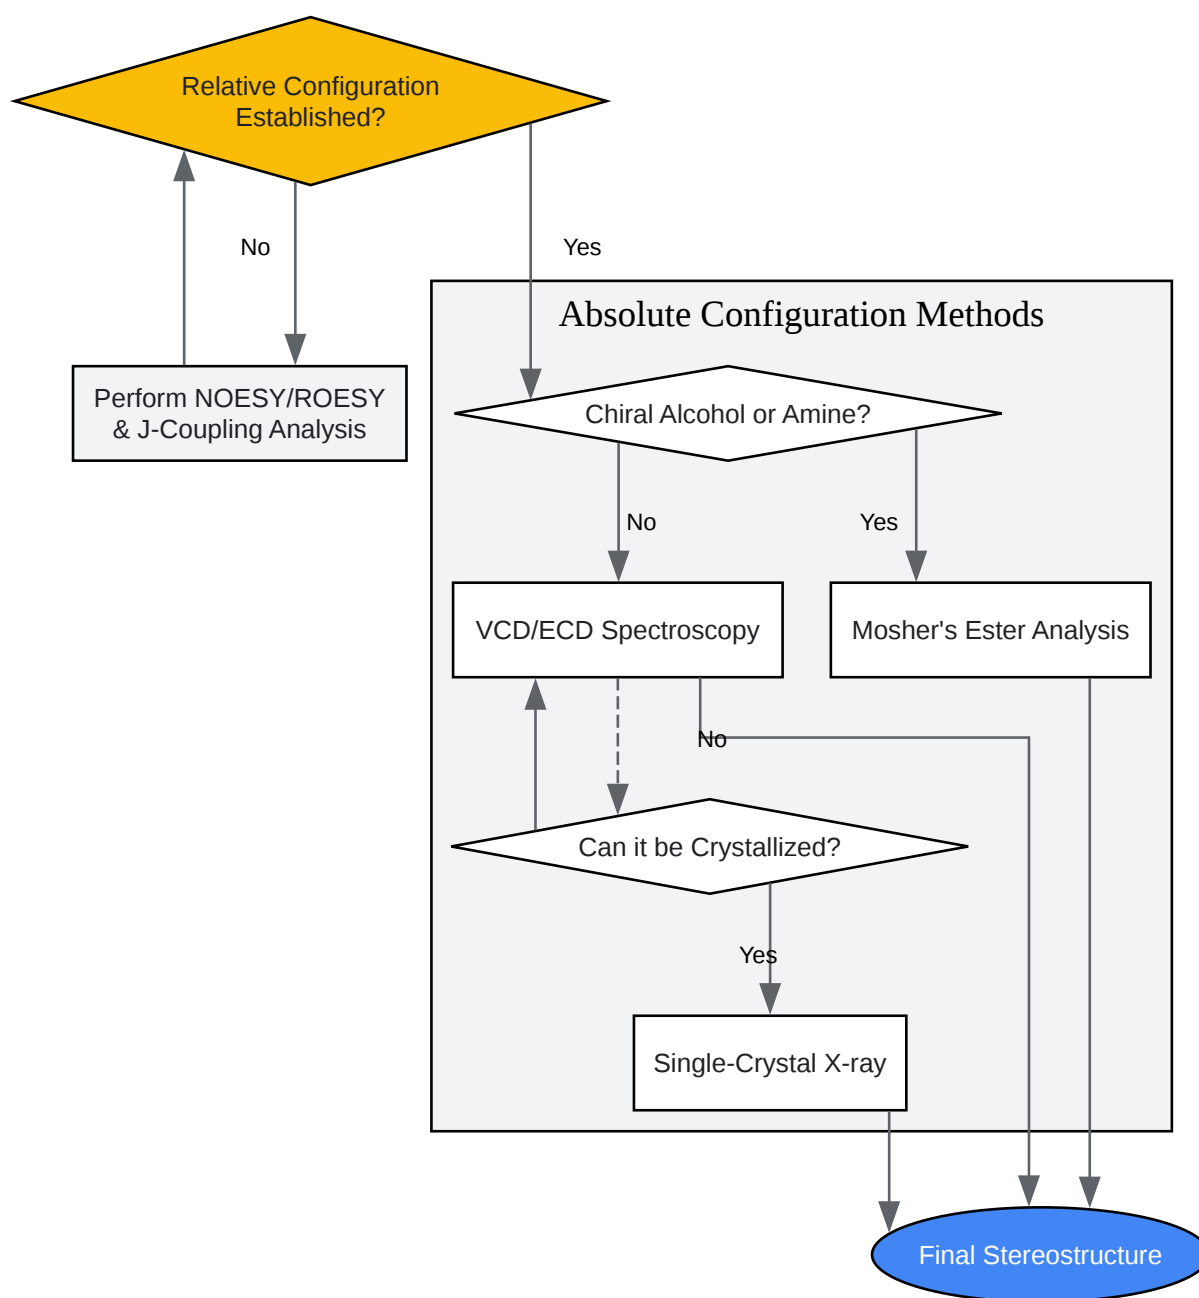 Relative Configuration
Established?
No
Yes
Absolute Configuration Methods
Perform NOESY/ROESY
& J-Coupling Analysis
Chiral Alcohol or Amine?
No
Yes
VCD/ECD Spectroscopy
Mosher's Ester Analysis
No
Can it be Crystallized?
Yes
Single-Crystal X-ray
Final Stereostructure